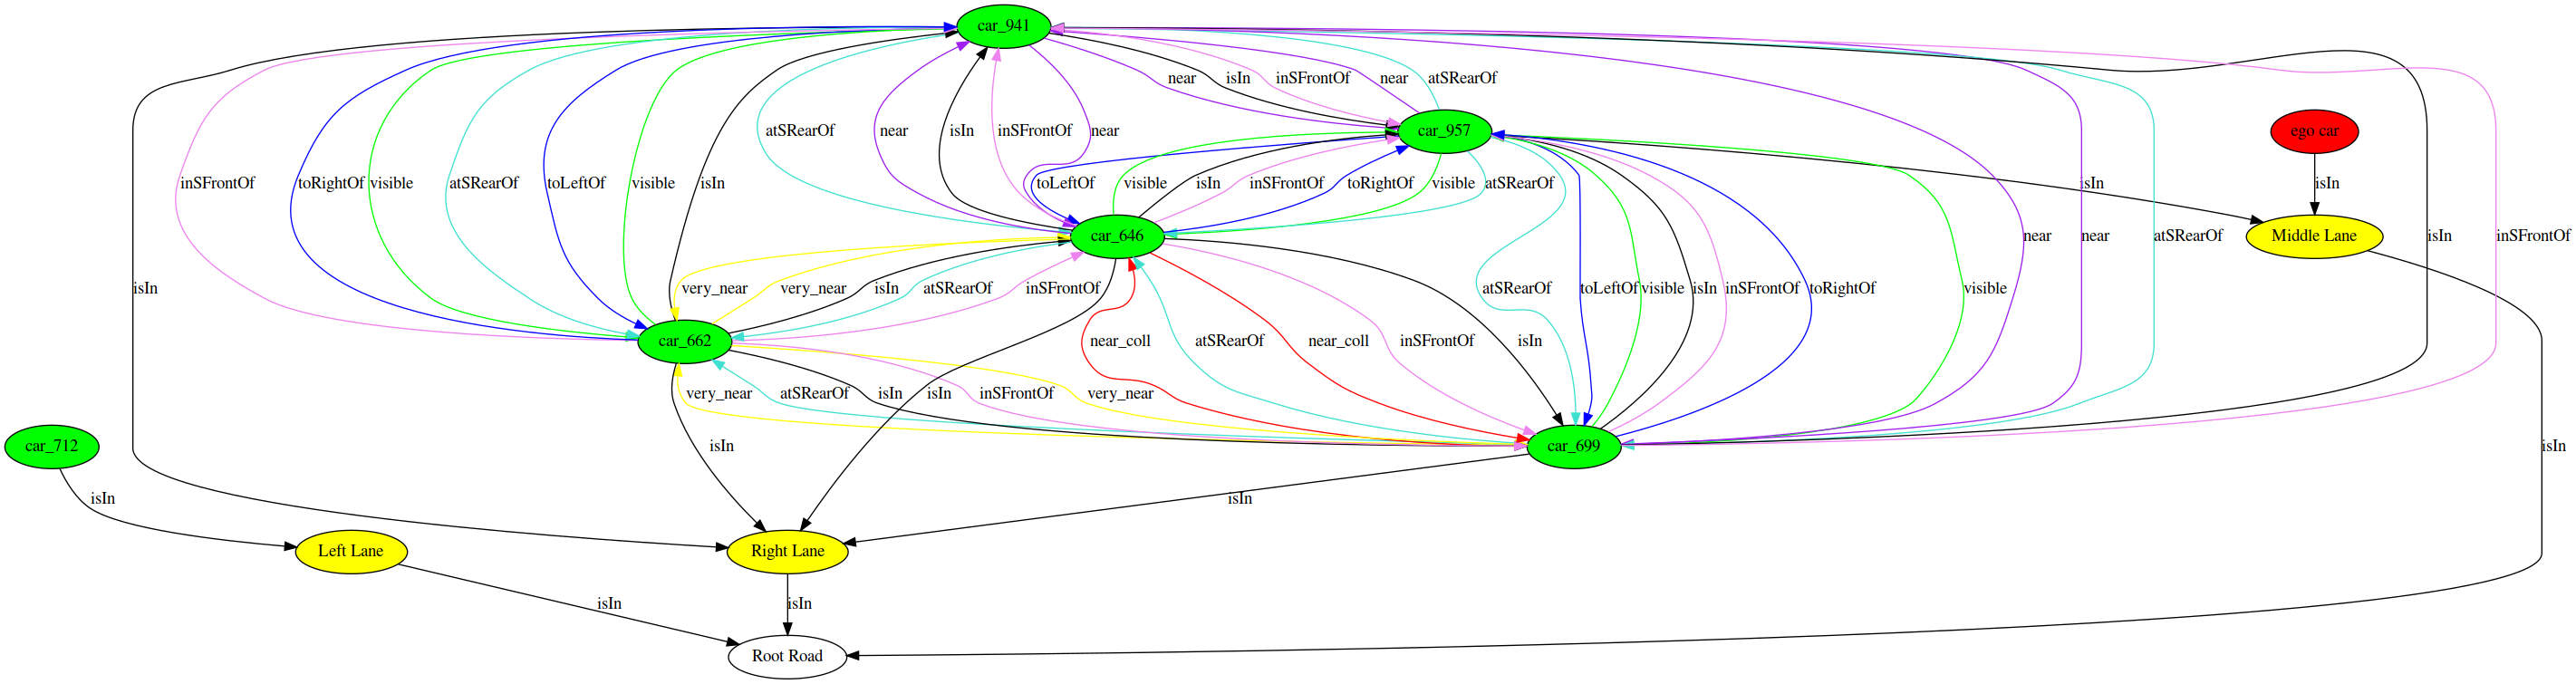 car_941
near isIn inSFrontOf near atSRearOf
car_957
ego car
atSRearOf near isIn inSFrontOf near
inSFrontOf toRightOf visible atSRearOf toLeftOf visible isIn toLeftOf visible isIn inSFrontOf toRightOf visible atSRearOf isIn isIn
car_646
Middle Lane
near near atSRearOf isIn inSFrontOf
isIn very_near very_near isIn atSRearOf inSFrontOf atSRearOf toLeftOf visible isIn inSFrontOf toRightOf visible
car_662
near_coll atSRearOf near_coll inSFrontOf isIn
very_near atSRearOf isIn isIn inSFrontOf very_near
car_712
isIn
car_699
isIn
isIn isIn
Left Lane
Right Lane
isIn isIn
Root Road